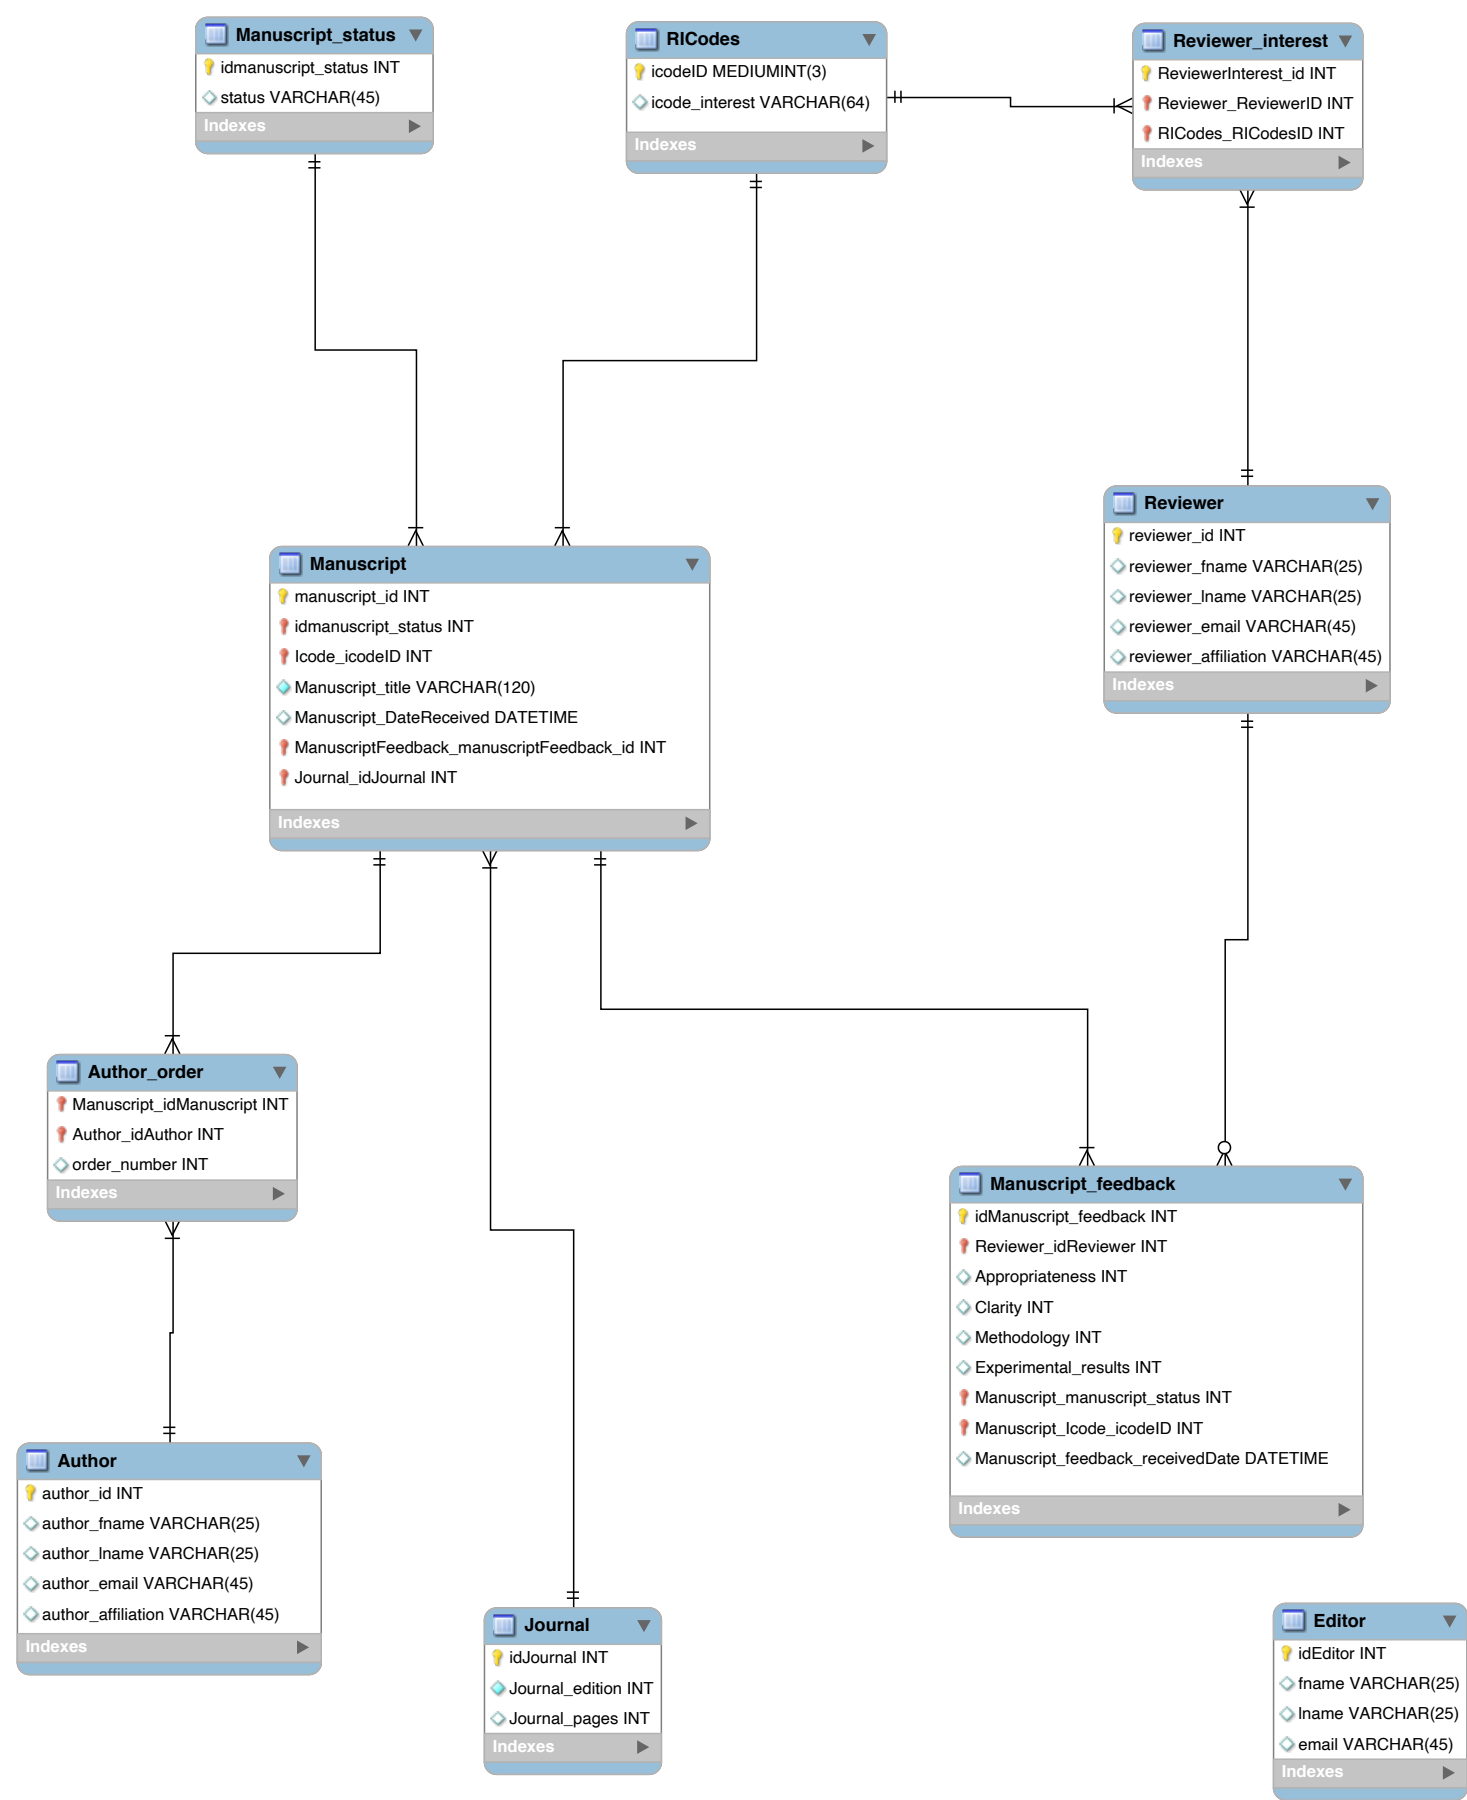 Manuscript_status
idmanuscript_status INT
status VARCHAR(45)
Indexes
RICodes
icodeID MEDIUMINT(3)
icode_interest VARCHAR(64)
Indexes
Reviewer_interest
ReviewerInterest_id INT
Reviewer_ReviewerID INT
RICodes_RICodesID INT
Indexes
Manuscript
manuscript_id INT
idmanuscript_status INT
Icode_icodeID INT
Manuscript_title VARCHAR(120)
Manuscript_DateReceived DATETIME
ManuscriptFeedback_manuscriptFeedback_id INT
Journal_idJournal INT
Indexes
Reviewer
reviewer_id INT
reviewer_fname VARCHAR(25)
reviewer_lname VARCHAR(25)
reviewer_email VARCHAR(45)
reviewer_affiliation VARCHAR(45)
Indexes
Author_order
Manuscript_idManuscript INT
Author_idAuthor INT
order_number INT
Indexes
Manuscript_feedback
idManuscript_feedback INT
Reviewer_idReviewer INT
Appropriateness INT
Clarity INT
Methodology INT
Experimental_results INT
Manuscript_manuscript_status INT
Manuscript_Icode_icodeID INT
Manuscript_feedback_receivedDate DATETIME
Indexes
Author
author_id INT
author_fname VARCHAR(25)
author_lname VARCHAR(25)
author_email VARCHAR(45)
author_affiliation VARCHAR(45)
Indexes
Journal
idJournal INT
Journal_edition INT
Journal_pages INT
Indexes
Editor
idEditor INT
fname VARCHAR(25)
lname VARCHAR(25)
email VARCHAR(45)
Indexes